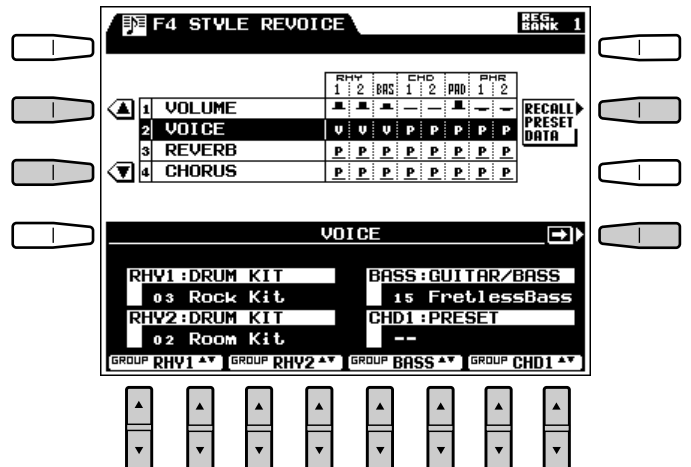 F4 STYLE REVOICE
REG. BANK 1
RHY CHD PHR
1 2 BAS 1 2 PAD 1 2
1 VOLUME
2 VOICE V V V P P P P P
3 REVERB P P P P P P P P
4 CHORUS P P P P P P P P
RECALL
PRESET
DATA
VOICE
RHY1:DRUM KIT
03 Rock Kit
BASS:GUITAR/BASS
15 FretlessBass
RHY2:DRUM KIT
02 Room Kit
CHD1:PRESET
--
GROUP RHY1 ▲▼ GROUP RHY2 ▲▼ GROUP BASS ▲▼ GROUP CHD1 ▲▼